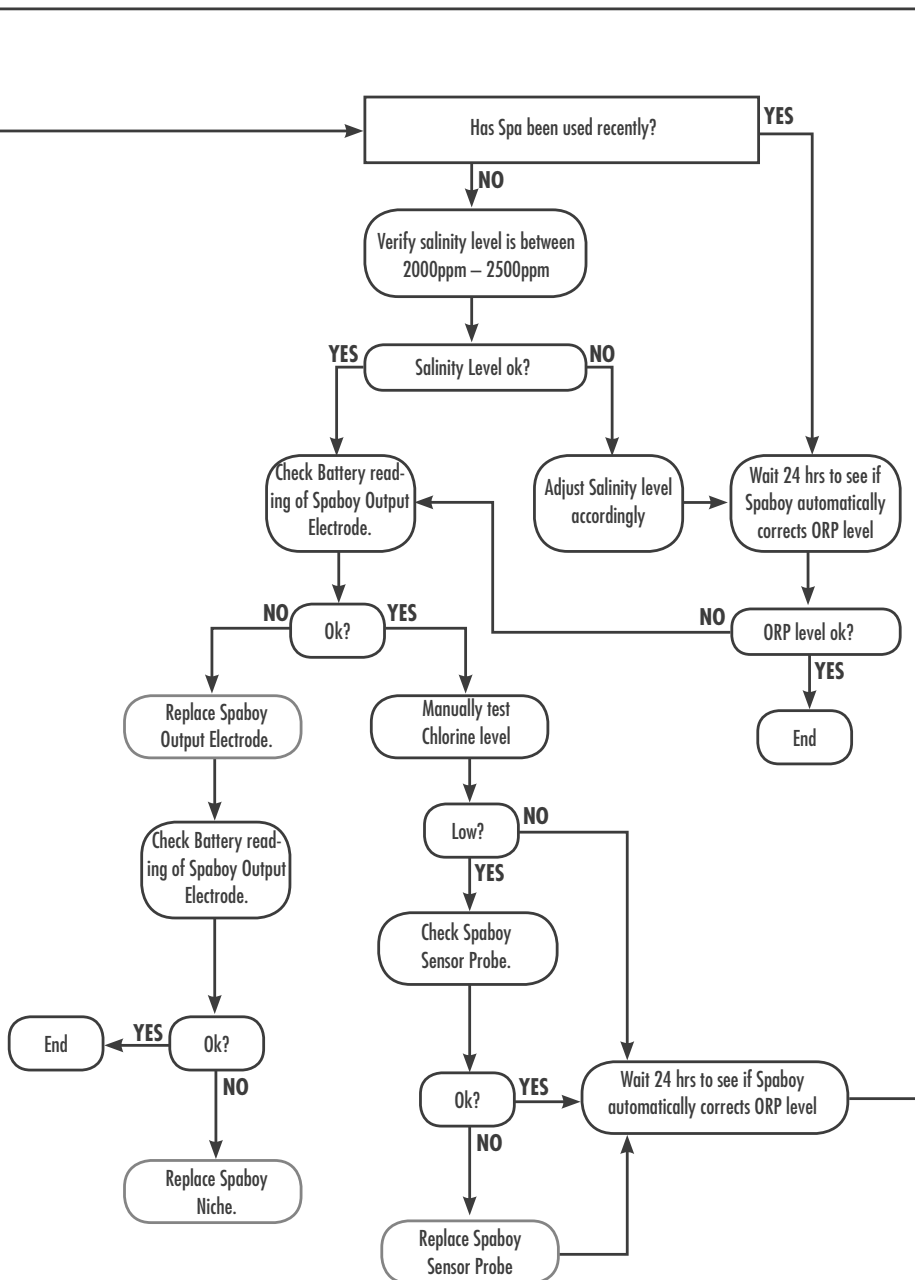 Has Spa been used recently?
YES
NO
Verify salinity level is between
2000ppm – 2500ppm
YES
Salinity Level ok?
NO
Check Battery read-
ing of Spaboy Output
Electrode.
Adjust Salinity level
accordingly
Wait 24 hrs to see if
Spaboy automatically
corrects ORP level
NO
Ok?
YES
NO
ORP level ok?
YES
End
Replace Spaboy
Output Electrode.
Manually test
Chlorine level
Low?
NO
YES
Check Battery read-
ing of Spaboy Output
Electrode.
Check Spaboy
Sensor Probe.
End
YES
Ok?
NO
Replace Spaboy
Niche.
Ok?
YES
NO
Wait 24 hrs to see if Spaboy
automatically corrects ORP level
Replace Spaboy
Sensor Probe